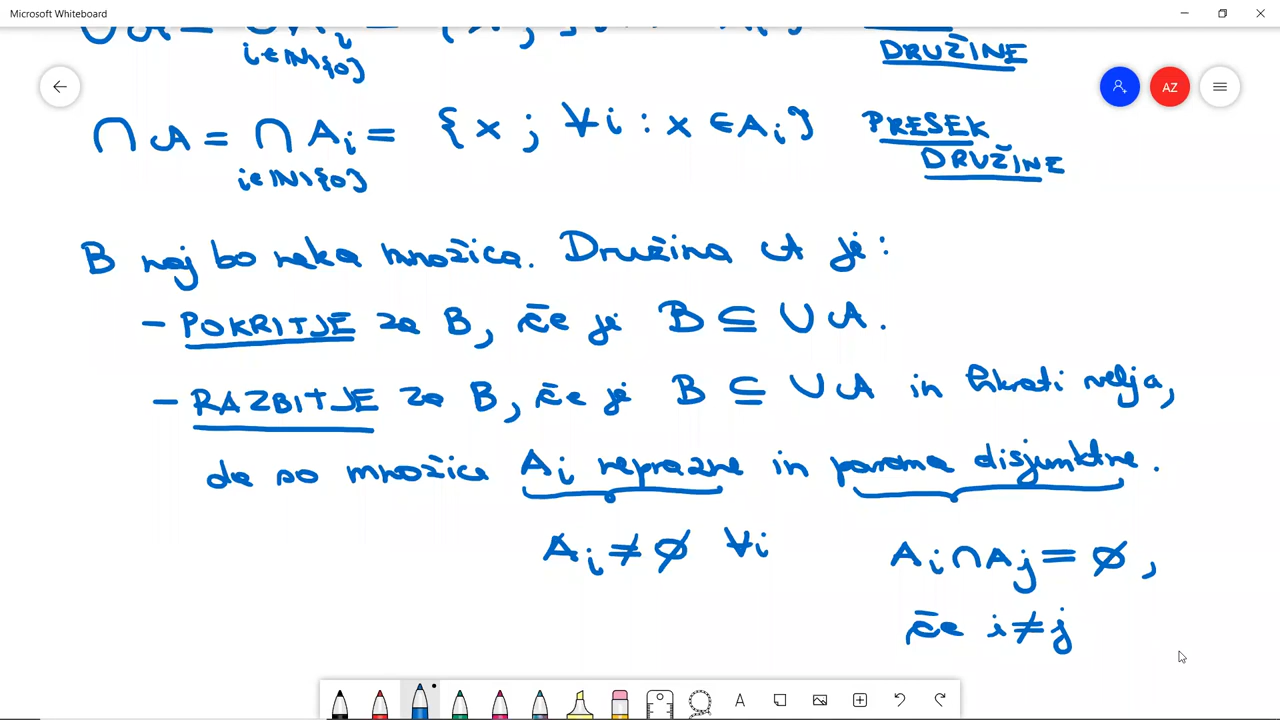 Microsoft Whiteboard
i∈ℕ\{0}
DRUŽINE
AZ
⋂𝒜 = ⋂ Aᵢ = {x ; ∀i : x ∈ Aᵢ} PRESEK
i∈ℕ\{0} DRUŽINE
B naj bo neka množica. Družina 𝒜 je :
- POKRITJE za B, če je B ⊆ ∪𝒜.
- RAZBITJE za B, če je B ⊆ ∪𝒜 in hkrati velja,
da so množice Aᵢ neprazne in paroma disjunktne.
Aᵢ ≠ ∅ ∀i Aᵢ∩Aⱼ = ∅,
če i≠j
A